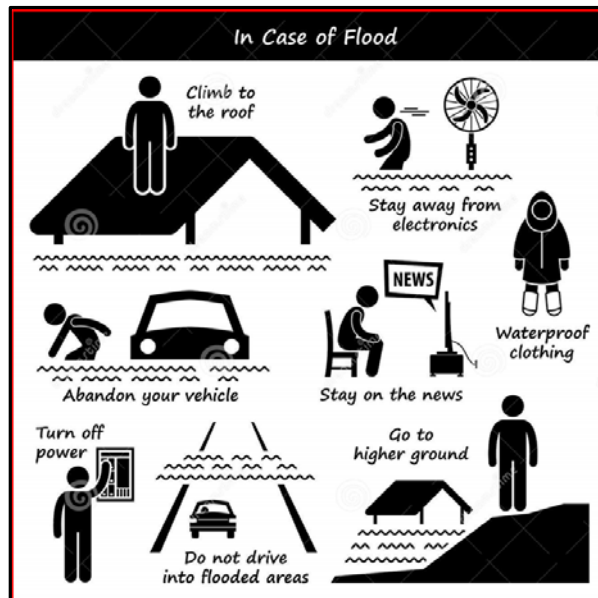 In Case of Flood
Climb to
the roof
Stay away from
electronics
Waterproof
clothing
Abandon your vehicle
NEWS
Stay on the news
Turn off
power
Do not drive
into flooded areas
Go to
higher ground